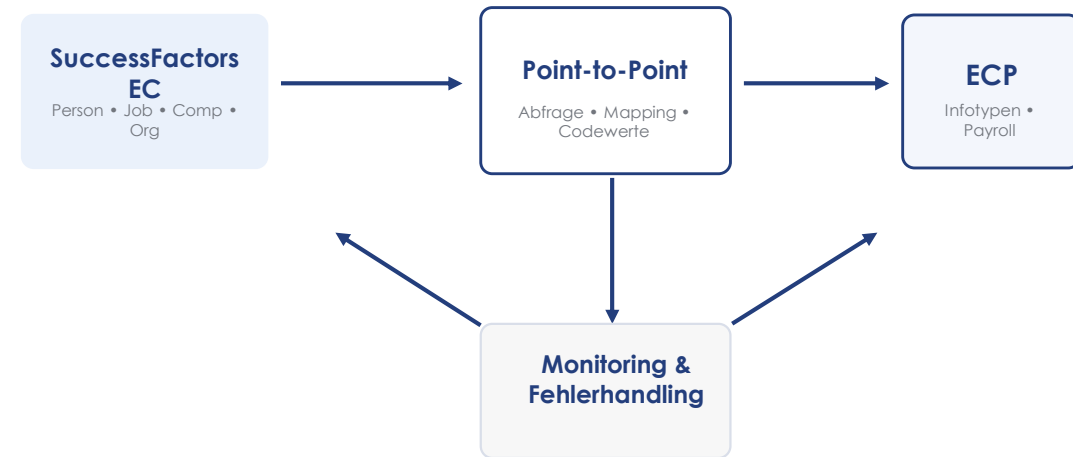 SuccessFactors
EC
Person • Job • Comp •
Org
Point-to-Point
Abfrage • Mapping •
Codewerte
ECP
Infotypen •
Payroll
Monitoring &
Fehlerhandling